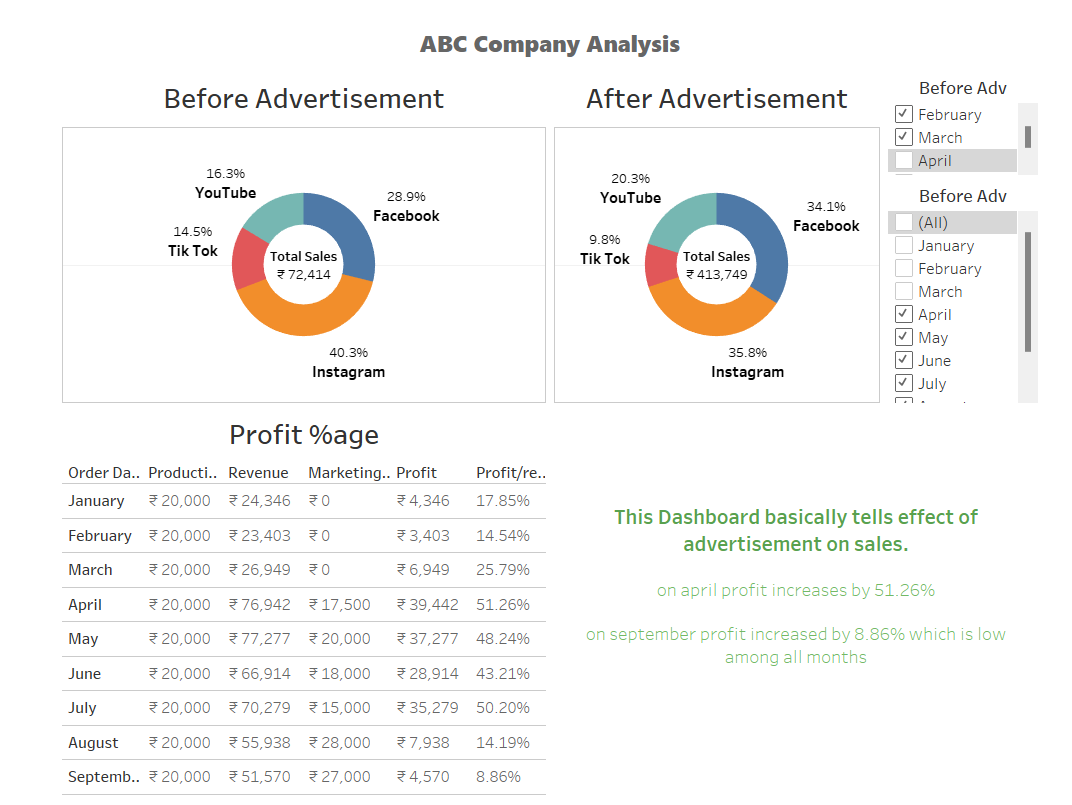 ABC Company Analysis
Before Advertisement
16.3%
YouTube
28.9%
Facebook
14.5%
Tik Tok
Total Sales
₹ 72,414
40.3%
Instagram
After Advertisement
20.3%
YouTube
34.1%
Facebook
9.8%
Tik Tok
Total Sales
₹ 413,749
35.8%
Instagram
Before Adv
February
March
April
Before Adv
(All)
January
February
March
April
May
June
July
Profit %age
Order Da.. Producti.. Revenue Marketing.. Profit Profit/re..
January ₹ 20,000 ₹ 24,346 ₹ 0 ₹ 4,346 17.85%
February ₹ 20,000 ₹ 23,403 ₹ 0 ₹ 3,403 14.54%
March ₹ 20,000 ₹ 26,949 ₹ 0 ₹ 6,949 25.79%
April ₹ 20,000 ₹ 76,942 ₹ 17,500 ₹ 39,442 51.26%
May ₹ 20,000 ₹ 77,277 ₹ 20,000 ₹ 37,277 48.24%
June ₹ 20,000 ₹ 66,914 ₹ 18,000 ₹ 28,914 43.21%
July ₹ 20,000 ₹ 70,279 ₹ 15,000 ₹ 35,279 50.20%
August ₹ 20,000 ₹ 55,938 ₹ 28,000 ₹ 7,938 14.19%
Septemb.. ₹ 20,000 ₹ 51,570 ₹ 27,000 ₹ 4,570 8.86%
This Dashboard basically tells effect of
advertisement on sales.
on april profit increases by 51.26%
on september profit increased by 8.86% which is low
among all months